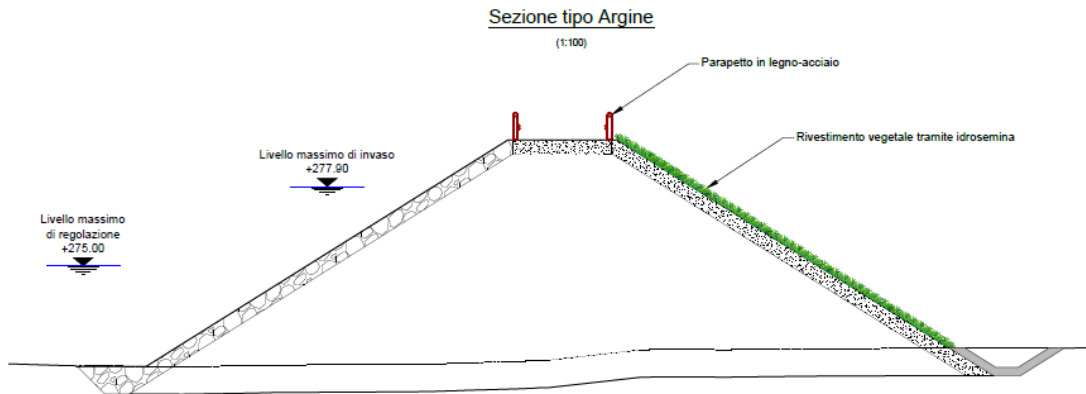 Sezione tipo Argine
(1:100)
Parapetto in legno-acciaio
Rivestimento vegetale tramite idrosemina
Livello massimo di invaso
+277.90
Livello massimo
di regolazione
+275.00